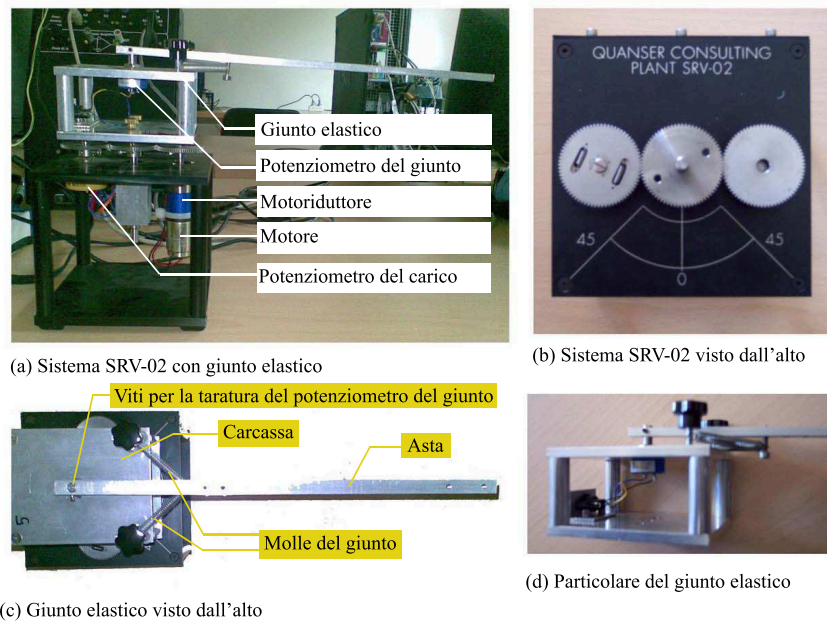 Giunto elastico
Potenziometro del giunto
Motoriduttore
Motore
Potenziometro del carico
(a) Sistema SRV-02 con giunto elastico
QUANSER CONSULTING
PLANT SRV-02
45
45
0
(b) Sistema SRV-02 visto dall'alto
Viti per la taratura del potenziometro del giunto
Carcassa
Asta
5
Molle del giunto
(c) Giunto elastico visto dall'alto
(d) Particolare del giunto elastico